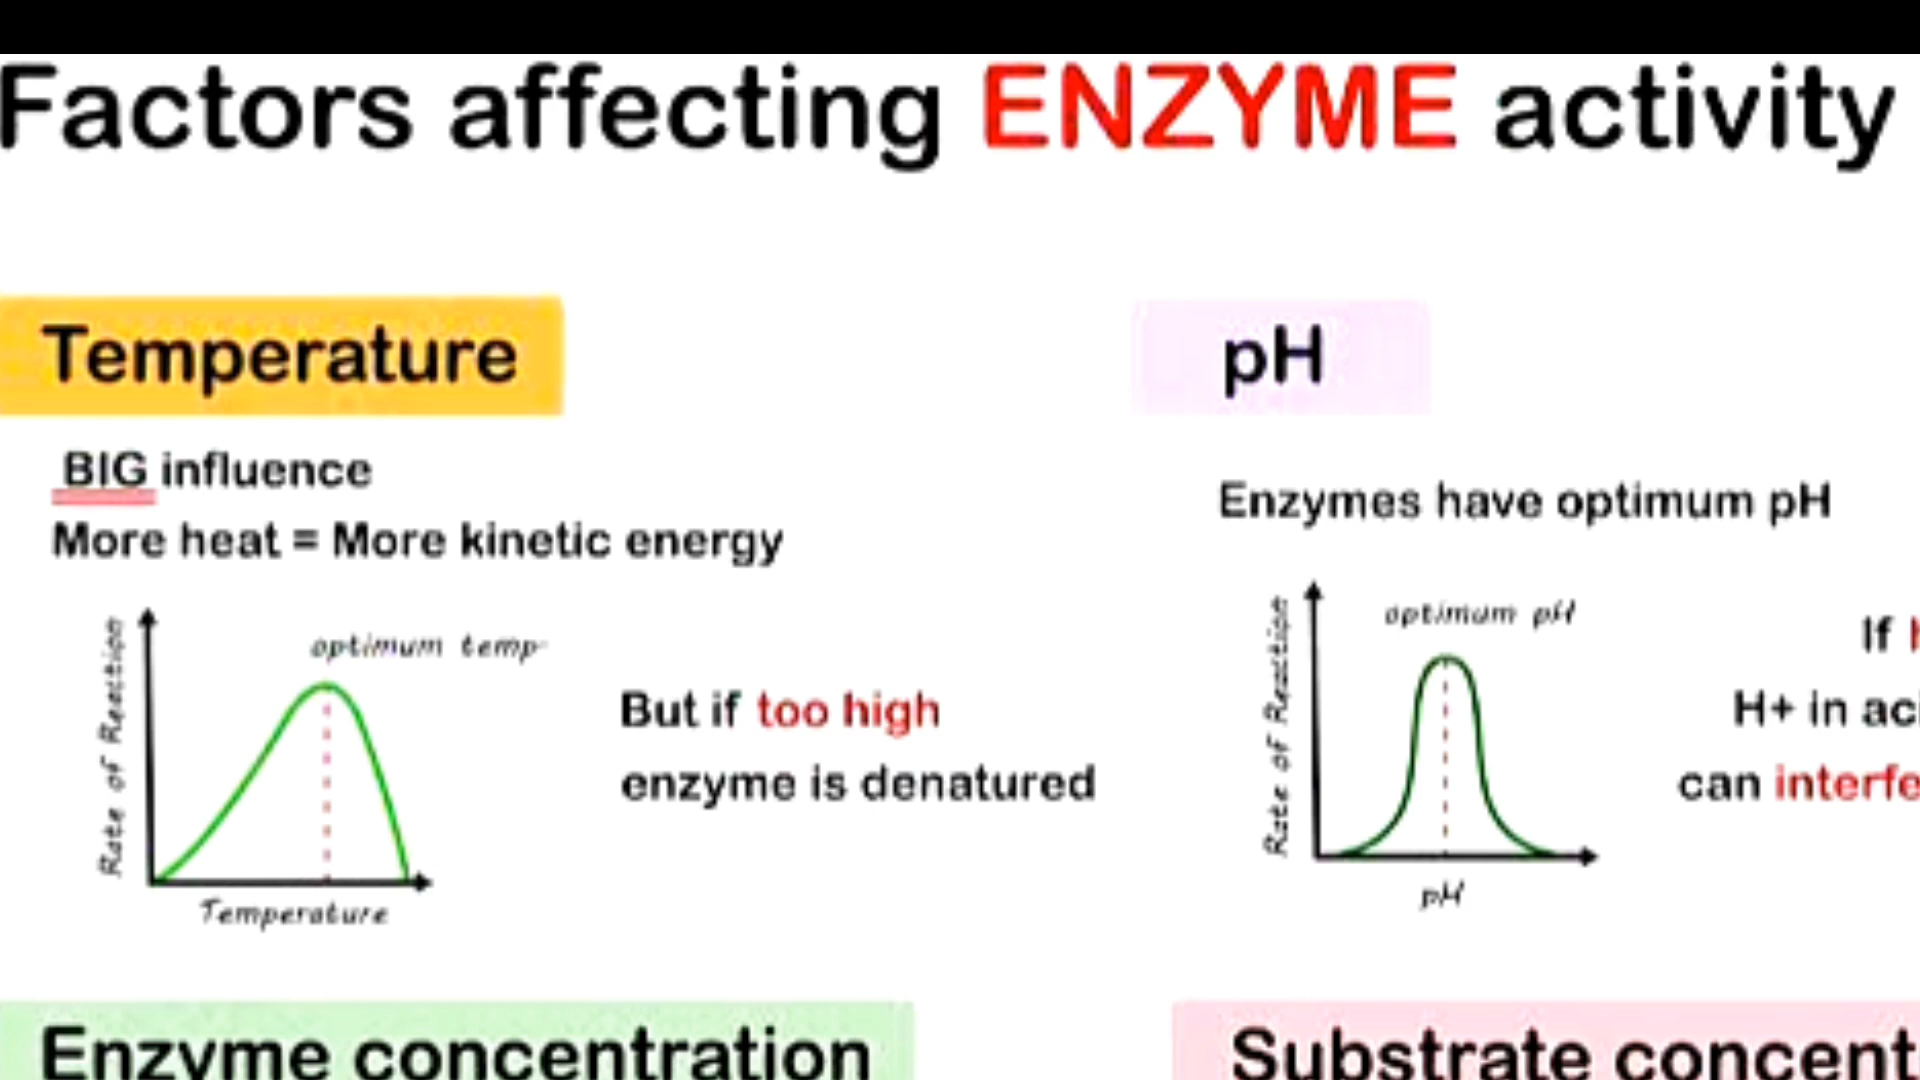 Factors affecting ENZYME activity
Temperature
BIG influence
More heat = More kinetic energy
Rate of Reaction
optimum temp.
Temperature
But if too high
enzyme is denatured
pH
Enzymes have optimum pH
Rate of Reaction
optimum pH
pH
If
H+ in
can
Enzyme concentration
Substrate